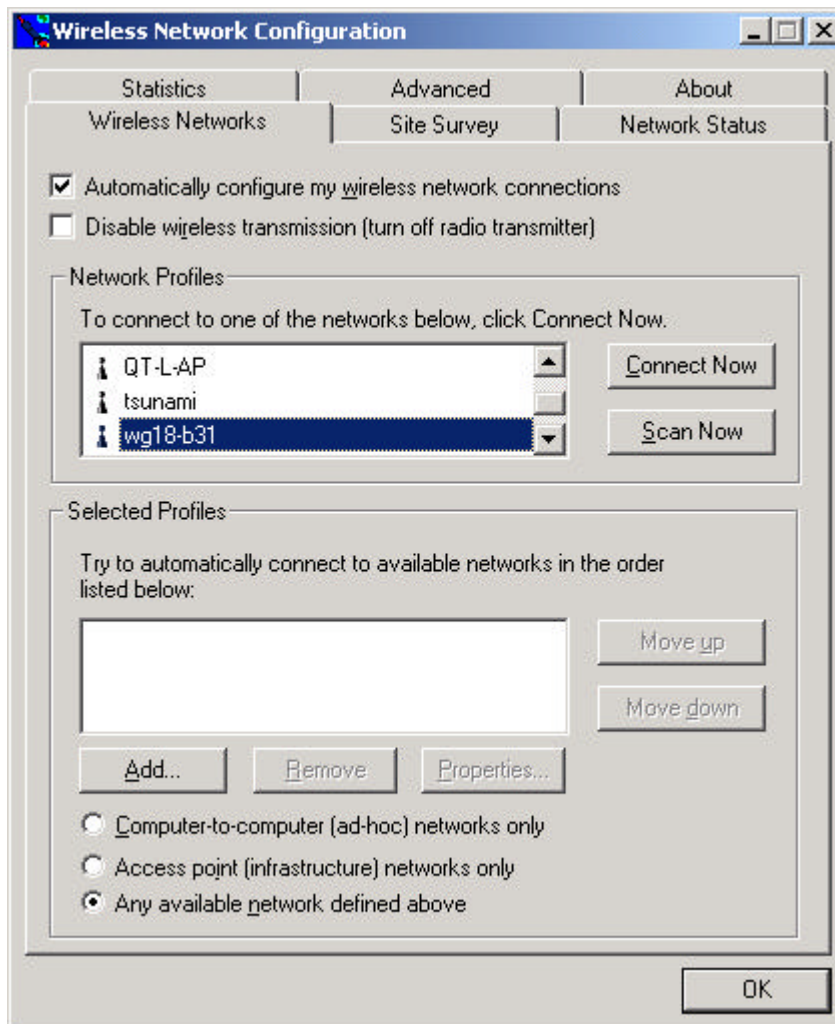 Wireless Network Configuration
Statistics Advanced About
Wireless Networks Site Survey Network Status
Automatically configure my wireless network connections
Disable wireless transmission (turn off radio transmitter)
Network Profiles
To connect to one of the networks below, click Connect Now.
QT-L-AP
tsunami
wg18-b31
Connect Now
Scan Now
Selected Profiles
Try to automatically connect to available networks in the order
listed below:
Move up
Move down
Add... Remove Properties...
Computer-to-computer (ad-hoc) networks only
Access point (infrastructure) networks only
Any available network defined above
OK